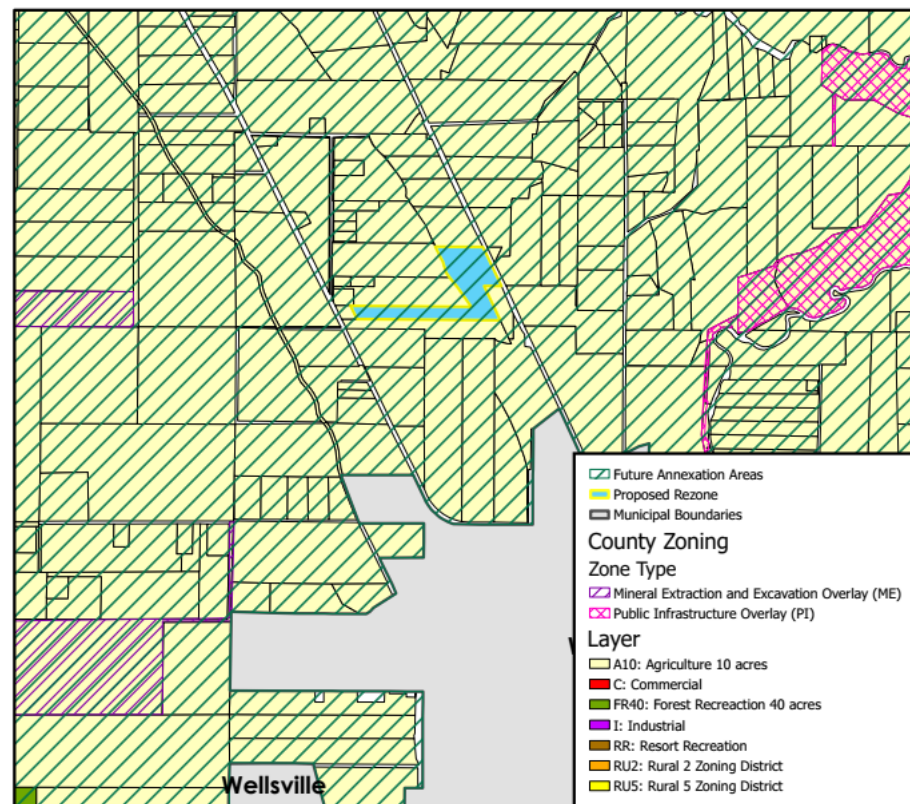 Future Annexation Areas
Proposed Rezone
Municipal Boundaries
County Zoning
Zone Type
Mineral Extraction and Excavation Overlay (ME)
Public Infrastructure Overlay (PI)
Layer
A10: Agriculture 10 acres
C: Commercial
FR40: Forest Recreaction 40 acres
I: Industrial
RR: Resort Recreation
RU2: Rural 2 Zoning District
RU5: Rural 5 Zoning District
Wellsville